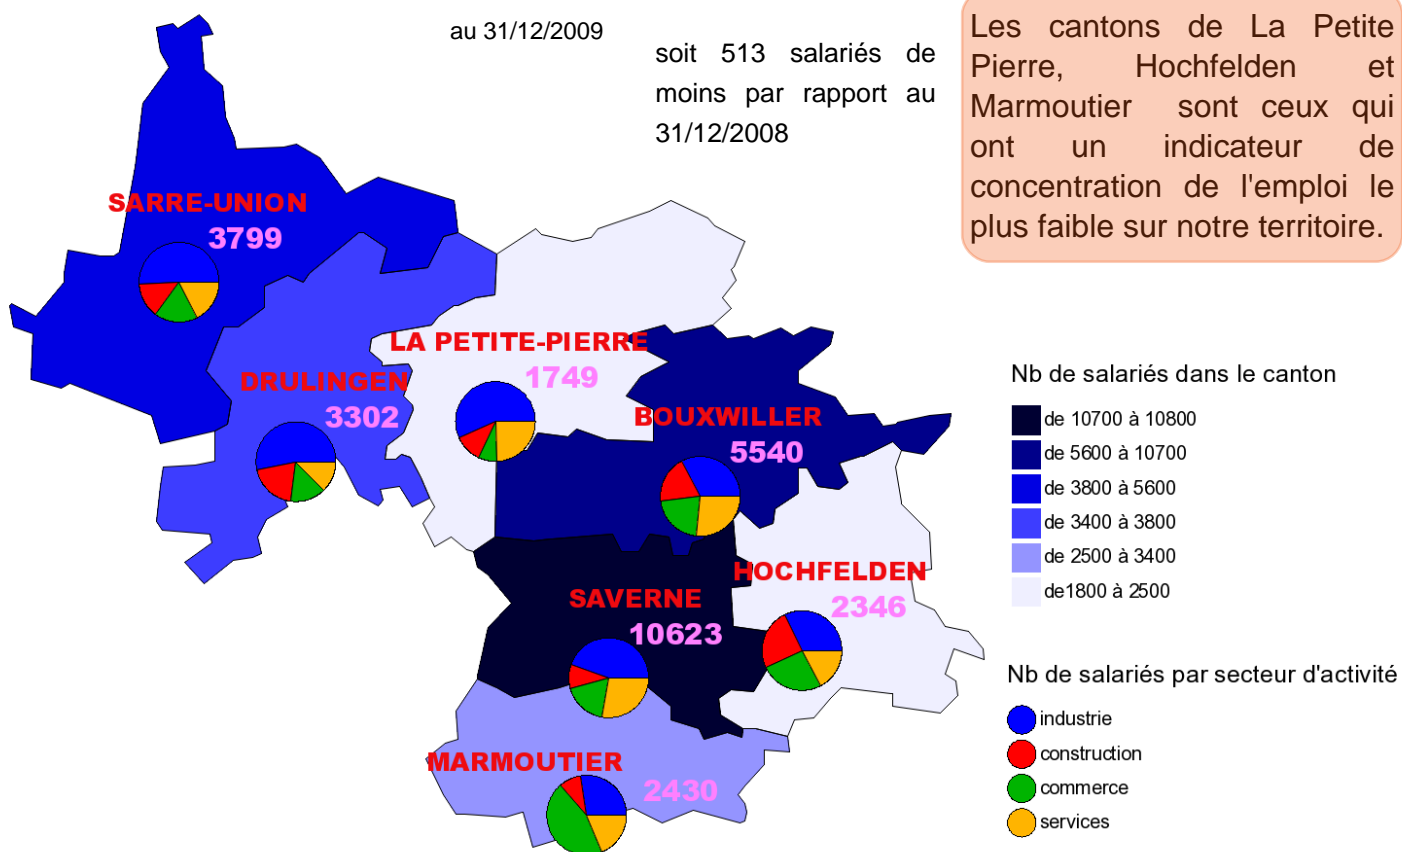 au 31/12/2009
soit 513 salariés de
moins par rapport au
31/12/2008
Les cantons de La Petite
Pierre, Hochfelden et
Marmoutier sont ceux qui
ont un indicateur de
concentration de l'emploi le
plus faible sur notre territoire.
SARRE-UNION
3799
LA PETITE-PIERRE
1749
DRULINGEN
3302
BOUXWILLER
5540
HOCHFELDEN
2346
SAVERNE
10623
MARMOUTIER
2430
Nb de salariés dans le canton
de 10700 à 10800
de 5600 à 10700
de 3800 à 5600
de 3400 à 3800
de 2500 à 3400
de1800 à 2500
Nb de salariés par secteur d'activité
industrie
construction
commerce
services